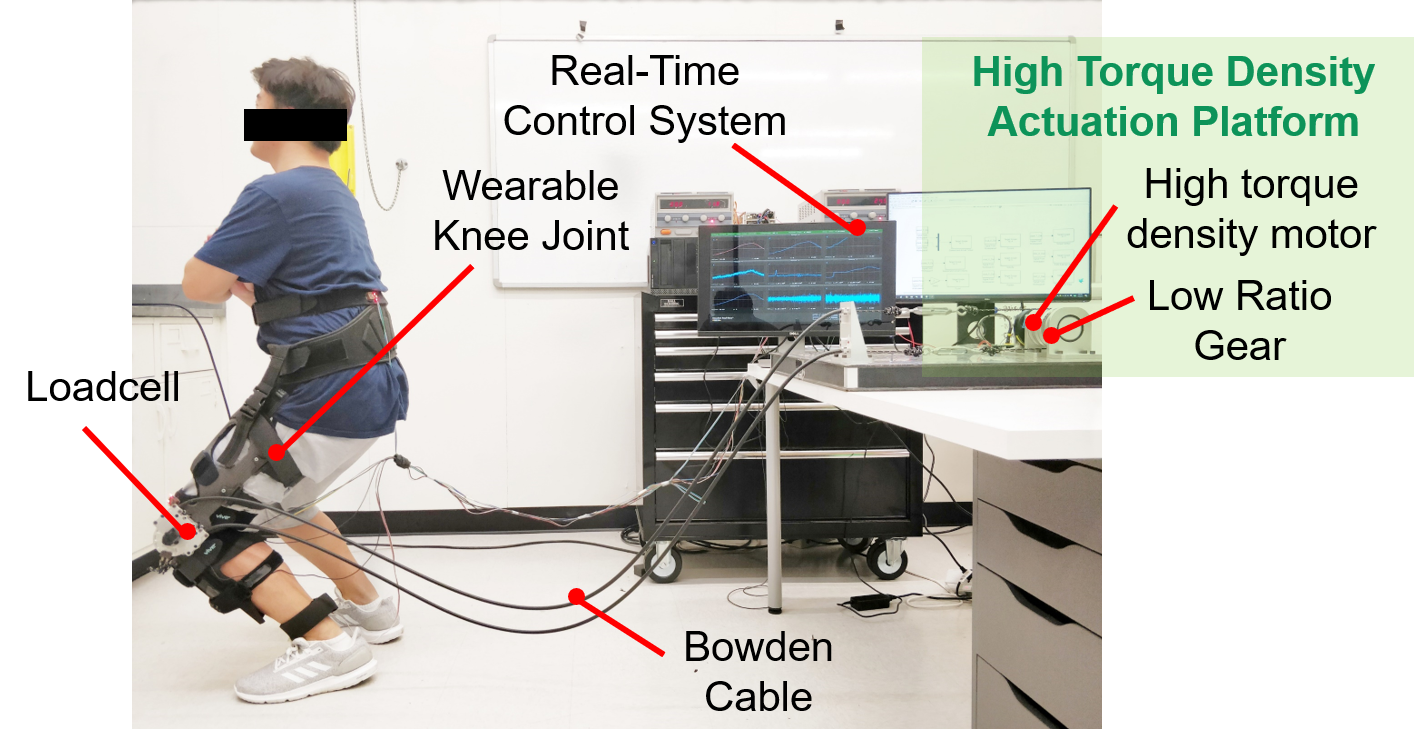 Real-Time
Control System
High Torque Density
Actuation Platform
Wearable
Knee Joint
High torque
density motor
Low Ratio
Gear
Loadcell
Bowden
Cable